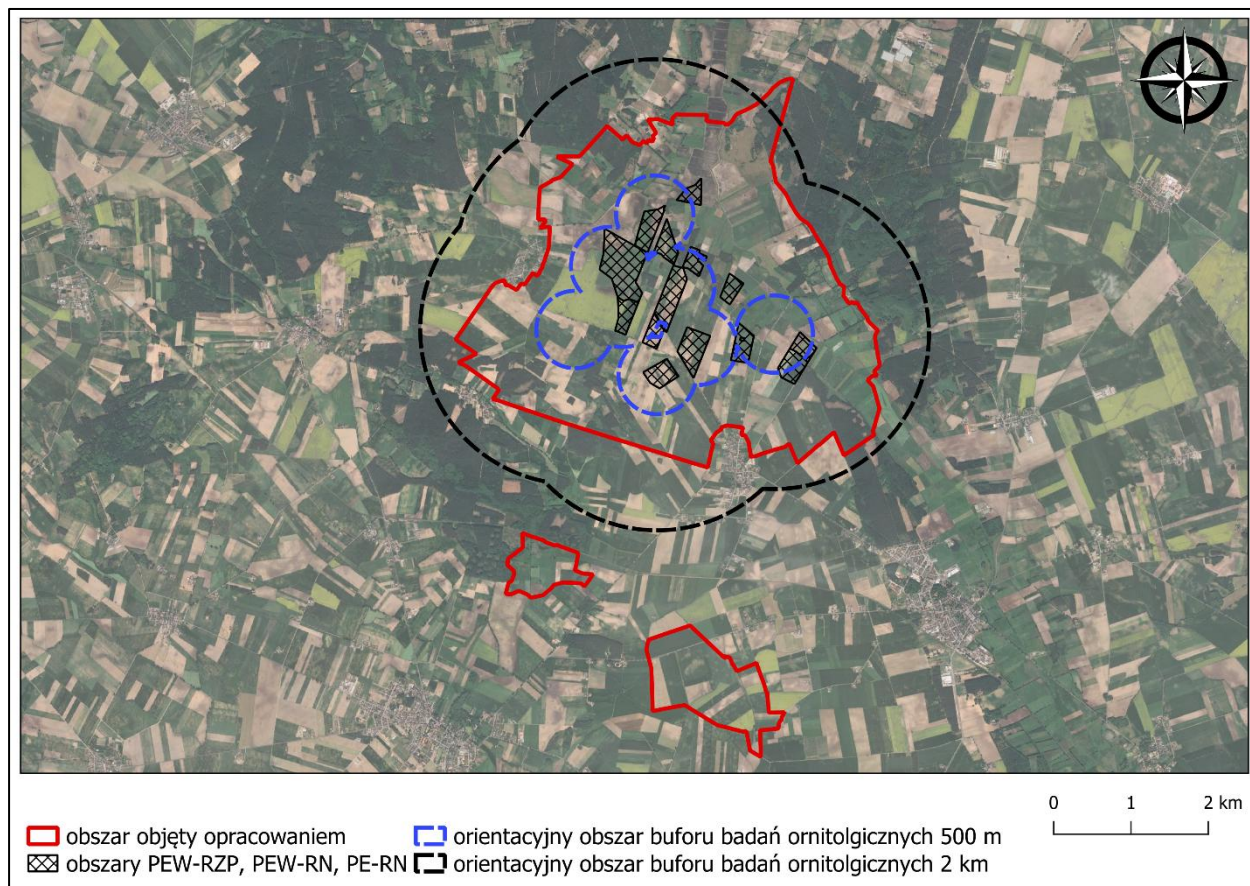 0 1 2 km
obszar objęty opracowaniem
orientacyjny obszar buforu badań ornitolgicznych 500 m
obszary PEW-RZP, PEW-RN, PE-RN
orientacyjny obszar buforu badań ornitolgicznych 2 km